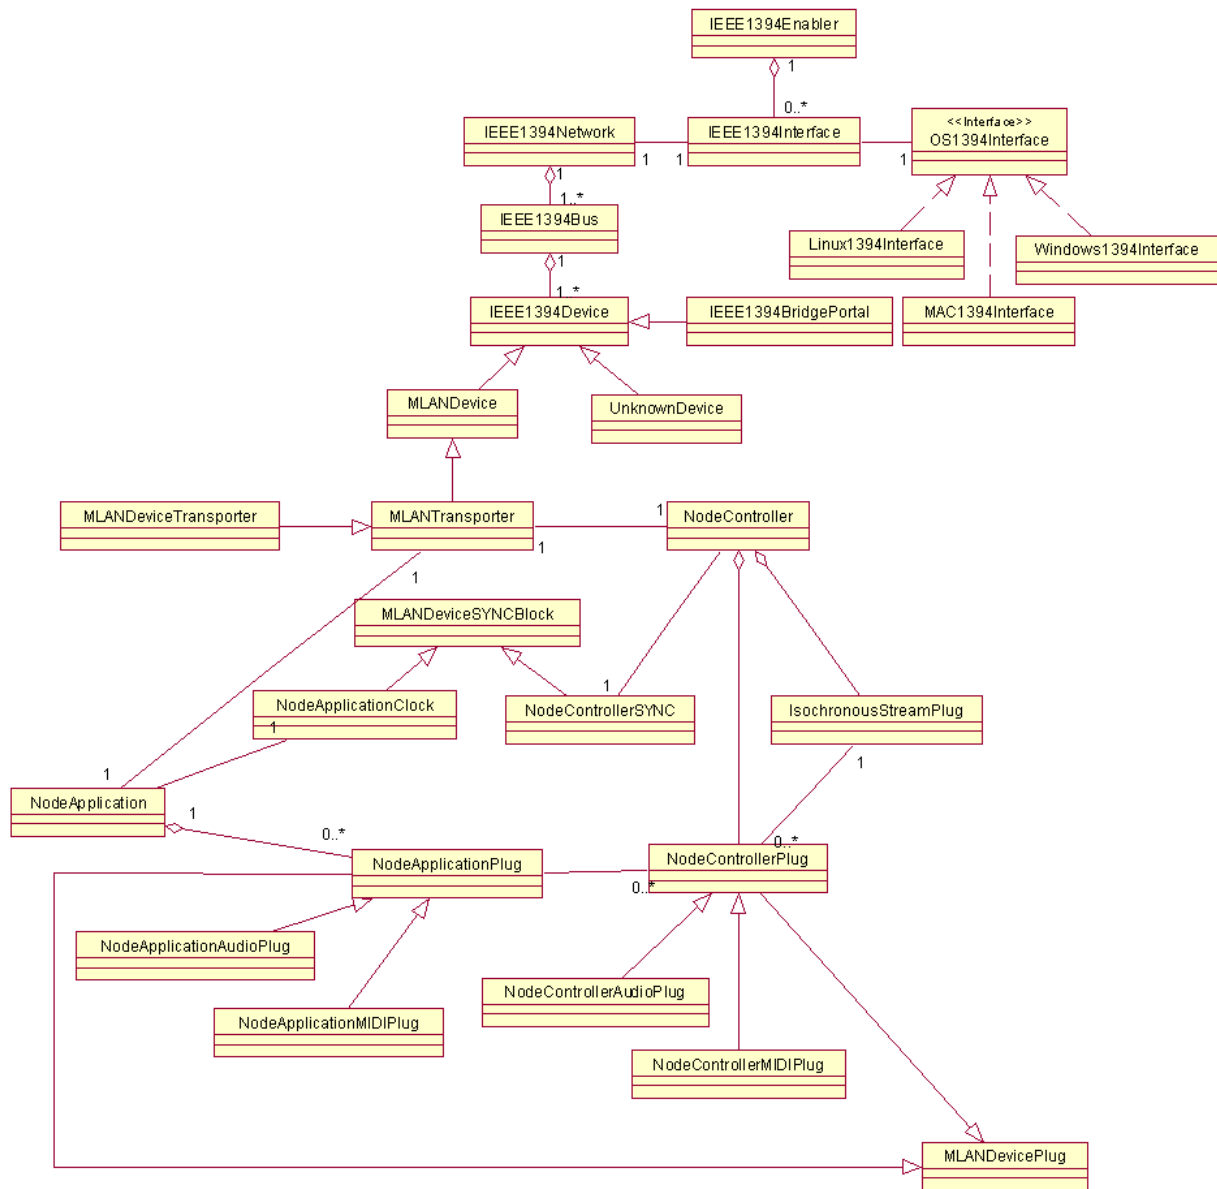 IEEE1394Enabler
1
0..*
IEEE1394Network
IEEE1394Interface
<<Interface>>
OS1394Interface
1
1
1
1
1..*
IEEE1394Bus
Linux1394Interface
Windows1394Interface
1
1..*
IEEE1394Device
IEEE1394BridgePortal
MAC1394Interface
MLANDevice
UnknownDevice
MLANDeviceTransporter
MLANTransporter
NodeController
1
1
1
MLANDeviceSYNCBlock
NodeApplicationClock
NodeControllerSYNC
IsochronousStreamPlug
1
1
1
1
NodeApplication
1
0..*
0..*
NodeApplicationPlug
NodeControllerPlug
0..*
NodeApplicationAudioPlug
NodeControllerAudioPlug
NodeApplicationMIDIPlug
NodeControllerMIDIPlug
MLANDevicePlug